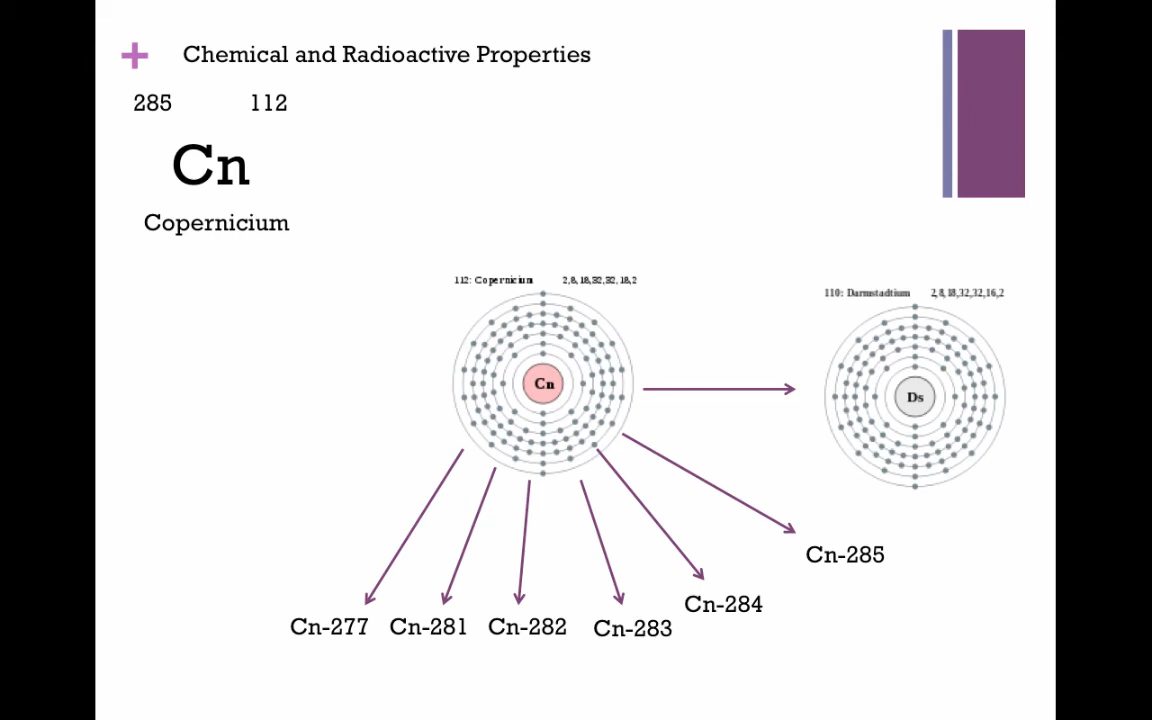 + Chemical and Radioactive Properties
285 112
Cn
Copernicium
112: Copernicium 2,8,18,32,32,18,2
110: Darmstadtium 2,8,18,32,32,16,2
Cn
Ds
Cn-285
Cn-284
Cn-277 Cn-281 Cn-282 Cn-283